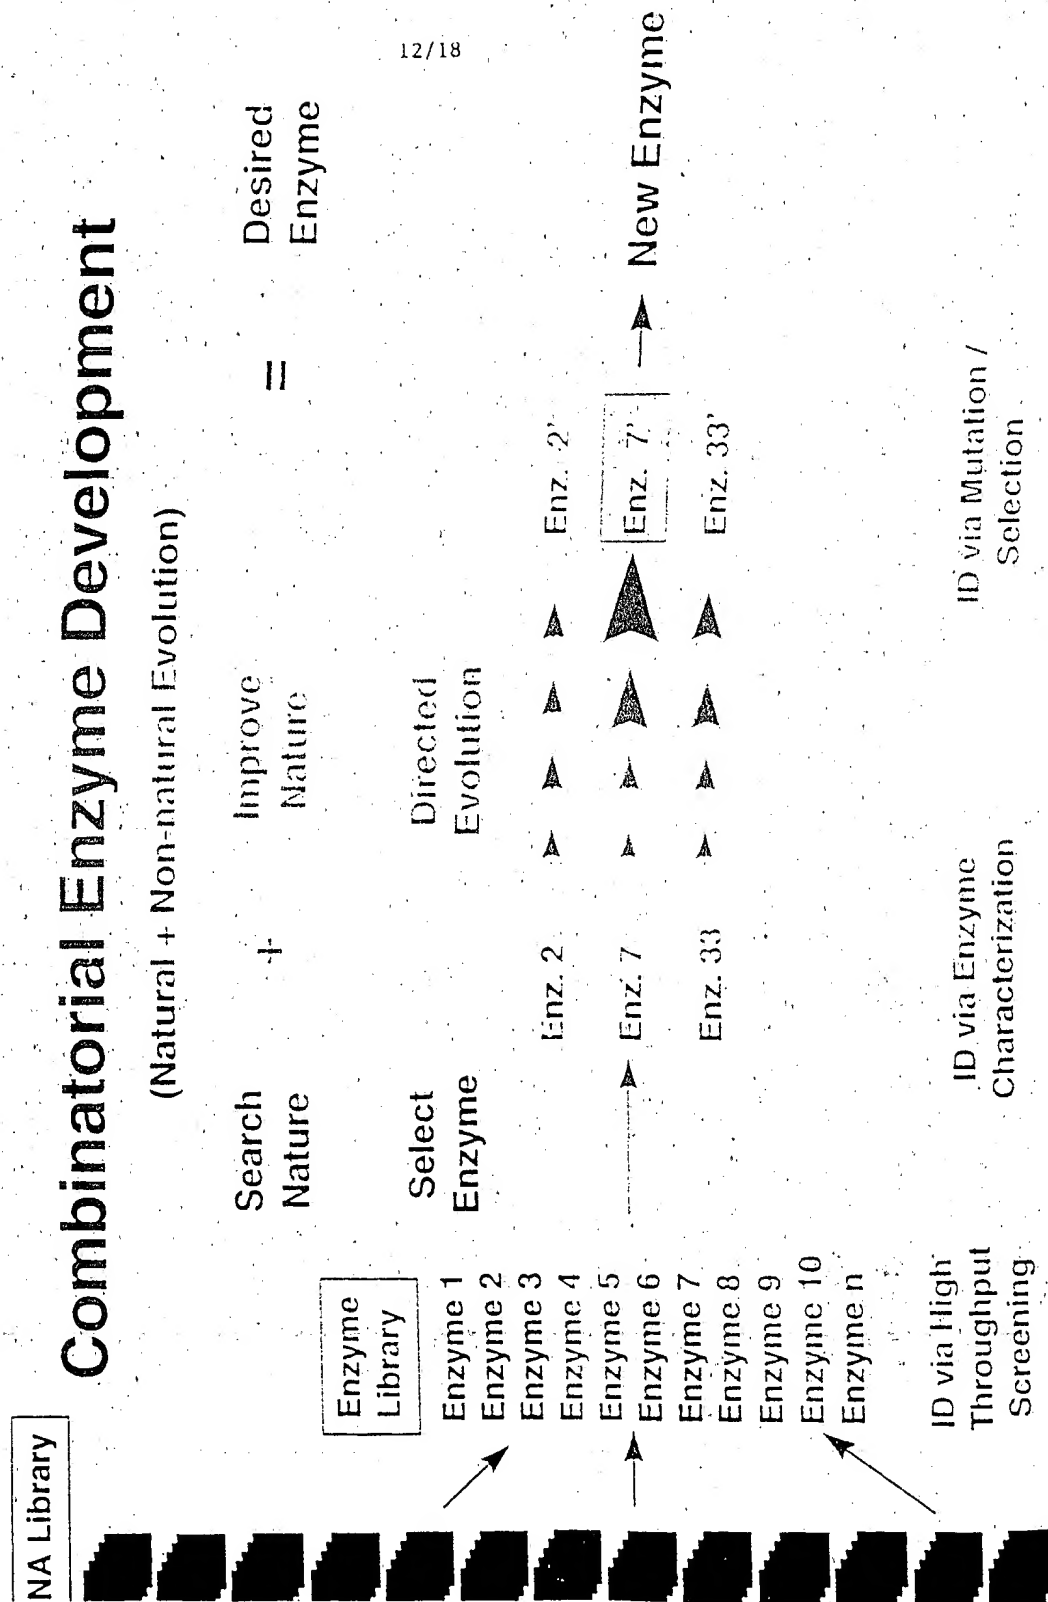 12/18
NA Library
Combinatorial Enzyme Development
(Natural + Non-natural Evolution)
Search
Nature
+
Improve
Nature
=
Desired
Enzyme
Enzyme
Library
Select
Enzyme
Directed
Evolution
Enzyme 1
Enzyme 2
Enzyme 3
Enzyme 4
Enzyme 5
Enzyme 6
Enzyme 7
Enzyme 8
Enzyme 9
Enzyme 10
Enzyme n
Enz. 2
Enz. 7
Enz. 33
Enz. 2'
Enz. 7'
Enz. 33'
New Enzyme
ID via High
Throughput
Screening
ID via Enzyme
Characterization
ID via Mutation /
Selection